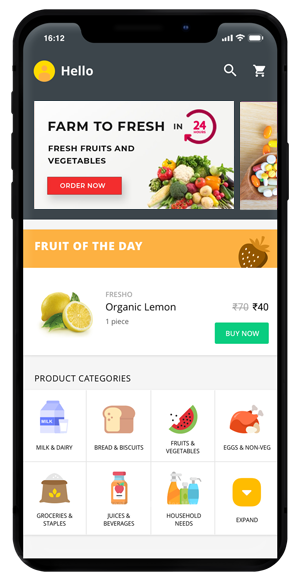 16:12
Hello
FARM TO FRESH IN 24 HOURS
FRESH FRUITS AND
VEGETABLES
ORDER NOW
FRUIT OF THE DAY
FRESHO
Organic Lemon
₹70 ₹40
1 piece
BUY NOW
PRODUCT CATEGORIES
MILK
MILK & DAIRY
BREAD & BISCUITS
FRUITS &
VEGETABLES
EGGS & NON-VEG
GROCERIES &
STAPLES
JUICES &
BEVERAGES
HOUSEHOLD
NEEDS
EXPAND